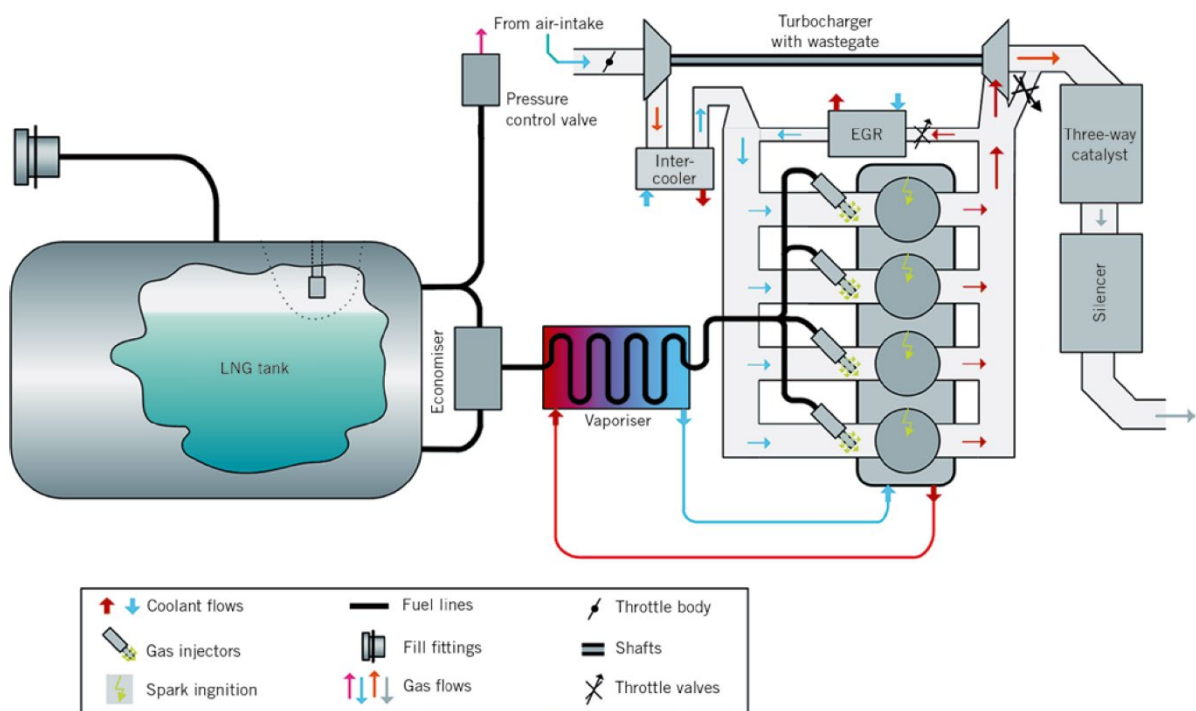 From air-intake
Turbocharger
with wastegate
Pressure
control valve
EGR
Three-way
catalyst
Inter-
cooler
Silencer
LNG tank
Economiser
Vaporiser
Coolant flows
Fuel lines
Throttle body
Gas injectors
Fill fittings
Shafts
Spark ingnition
Gas flows
Throttle valves